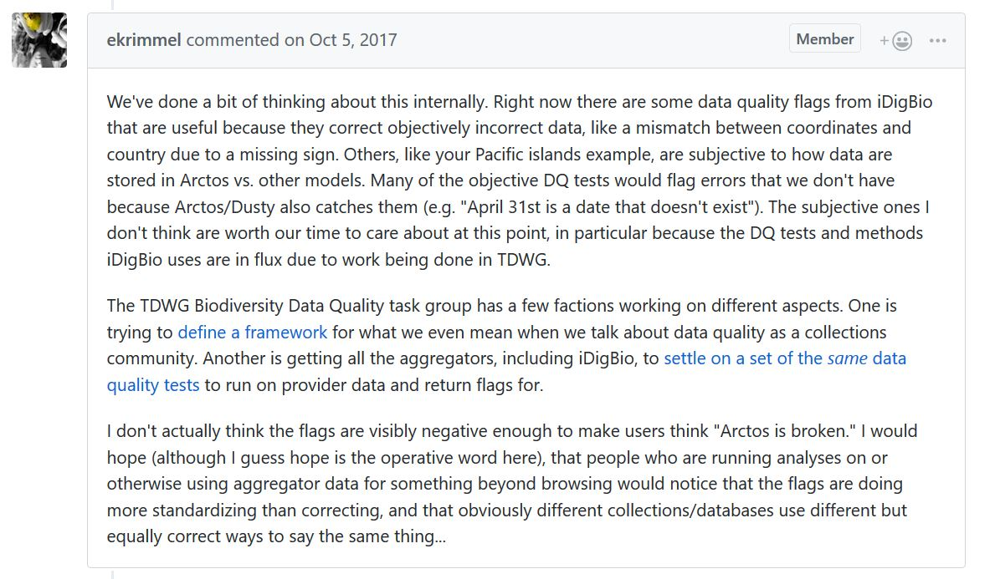 ekrimmel commented on Oct 5, 2017
Member
We've done a bit of thinking about this internally. Right now there are some data quality flags from iDigBio
that are useful because they correct objectively incorrect data, like a mismatch between coordinates and
country due to a missing sign. Others, like your Pacific islands example, are subjective to how data are
stored in Arctos vs. other models. Many of the objective DQ tests would flag errors that we don't have
because Arctos/Dusty also catches them (e.g. "April 31st is a date that doesn't exist"). The subjective ones I
don't think are worth our time to care about at this point, in particular because the DQ tests and methods
iDigBio uses are in flux due to work being done in TDWG.
The TDWG Biodiversity Data Quality task group has a few factions working on different aspects. One is
trying to define a framework for what we even mean when we talk about data quality as a collections
community. Another is getting all the aggregators, including iDigBio, to settle on a set of the same data
quality tests to run on provider data and return flags for.
I don't actually think the flags are visibly negative enough to make users think "Arctos is broken." I would
hope (although I guess hope is the operative word here), that people who are running analyses on or
otherwise using aggregator data for something beyond browsing would notice that the flags are doing
more standardizing than correcting, and that obviously different collections/databases use different but
equally correct ways to say the same thing...